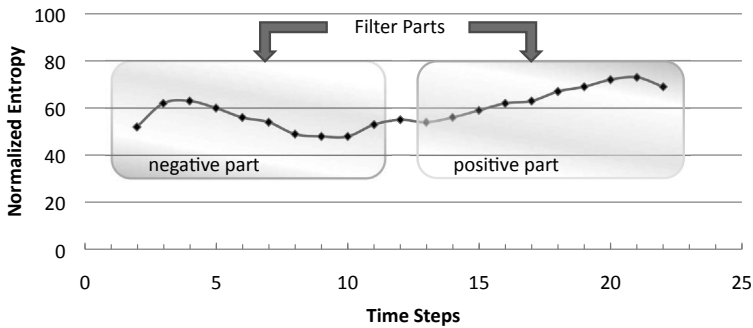 Filter Parts
100
80
60
40
20
0
Normalized Entropy
negative part
positive part
0 5 10 15 20 25
Time Steps